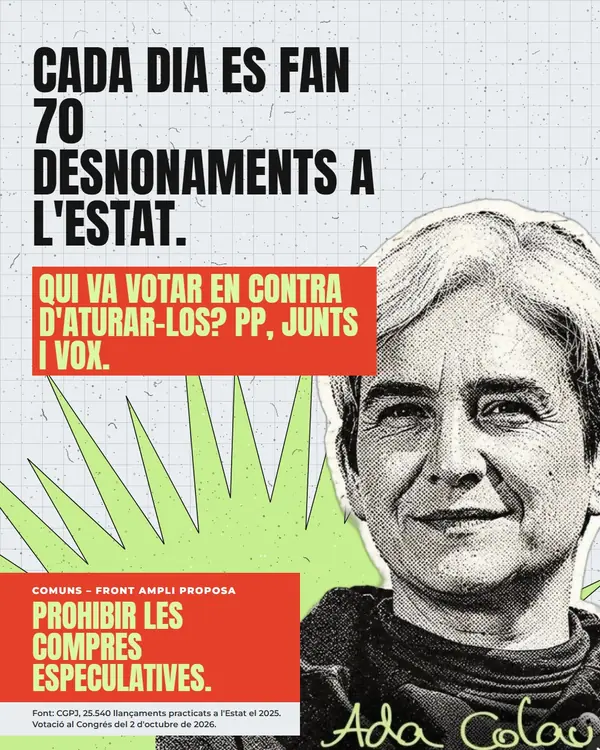 CADA DIA ES FAN
70
DESNONAMENTS A
L'ESTAT.
QUI VA VOTAR EN CONTRA
D'ATURAR-LOS? PP, JUNTS
I VOX.
COMUNS – FRONT AMPLI PROPOSA
PROHIBIR LES
COMPRES
ESPECULATIVES.
Font: CGPJ, 25.540 llançaments practicats a l'Estat el 2025.
Votació al Congrés del 2 d'octubre de 2026.
Ada Colau